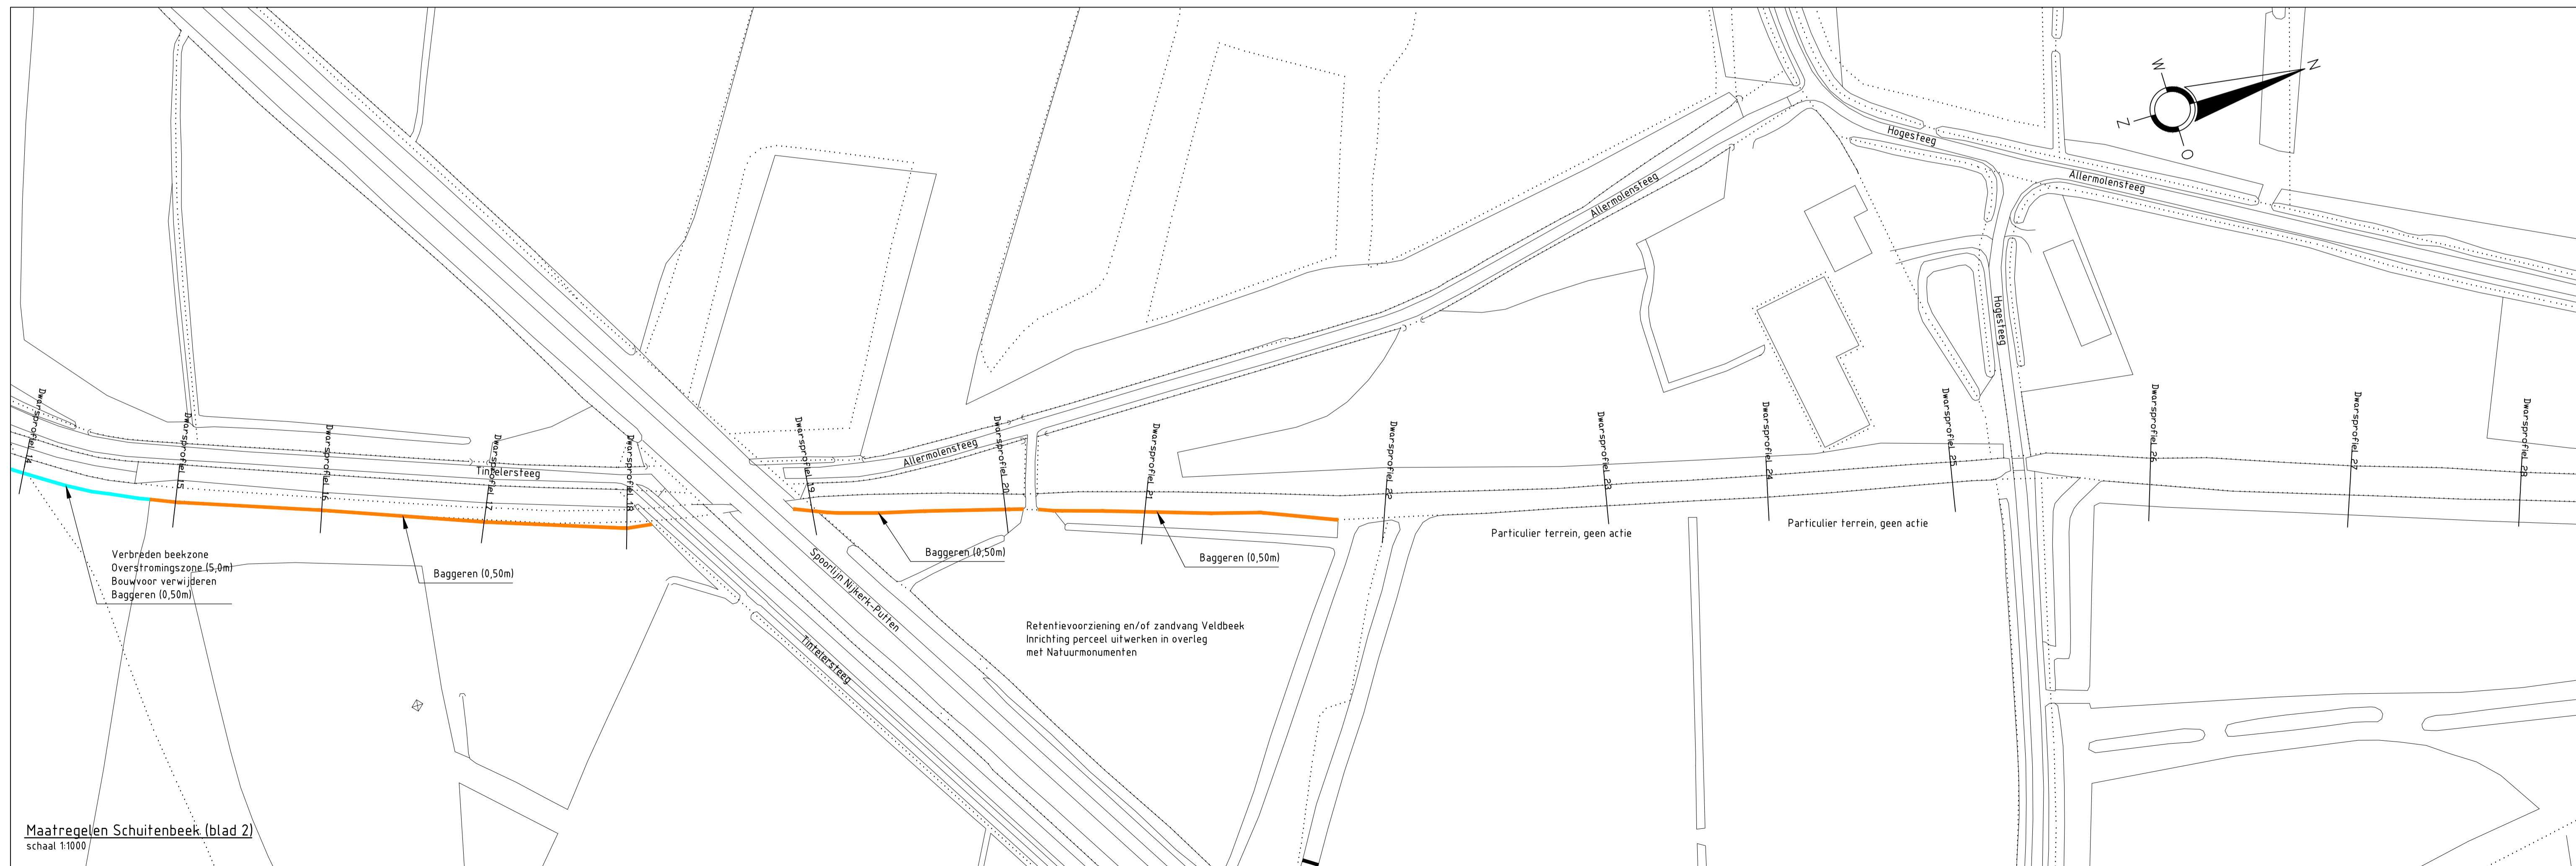 W
N
Z
O
Hogesteeg
Allermolensteeg
Allermolensteeg
Hogesteeg
Dwarsprofiel 14
Dwarsprofiel 15
Dwarsprofiel 16
Dwarsprofiel 17
Dwarsprofiel 18
Dwarsprofiel 19
Dwarsprofiel 20
Dwarsprofiel 21
Dwarsprofiel 22
Dwarsprofiel 23
Dwarsprofiel 24
Dwarsprofiel 25
Dwarsprofiel 26
Dwarsprofiel 27
Dwarsprofiel 28
Tintelersteeg
Allermolensteeg
Verbreden beekzone
Overstromingszone (5,0m)
Bouwvoor verwijderen
Baggeren (0,50m)
Baggeren (0,50m)
Baggeren (0,50m)
Baggeren (0,50m)
Particulier terrein, geen actie
Particulier terrein, geen actie
Spoorlijn Nijkerk-Putten
Tintelersteeg
Retentievoorziening en/of zandvang Veldbeek
Inrichting perceel uitwerken in overleg
met Natuurmonumenten
Maatregelen Schuitenbeek (blad 2)
schaal 1:1000